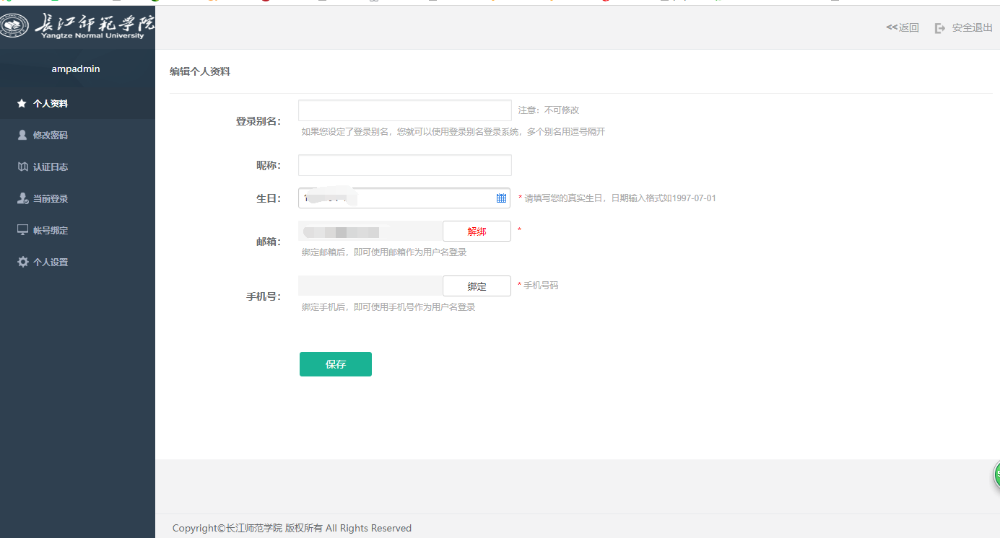 長江師範学院
Yangtze Normal University
<<返回
安全退出
ampadmin
个人资料
修改密码
认证日志
当前登录
帐号绑定
个人设置
编辑个人资料
登录别名：
注意：不可修改
如果您设定了登录别名，您就可以使用登录别名登录系统，多个别名用逗号隔开
昵称：
生日：
* 请填写您的真实生日，日期输入格式如1997-07-01
邮箱：
解绑
*
绑定邮箱后，即可使用邮箱作为用户名登录
手机号：
绑定
* 手机号码
绑定手机后，即可使用手机号作为用户名登录
保存
Copyright©长江师范学院 版权所有 All Rights Reserved